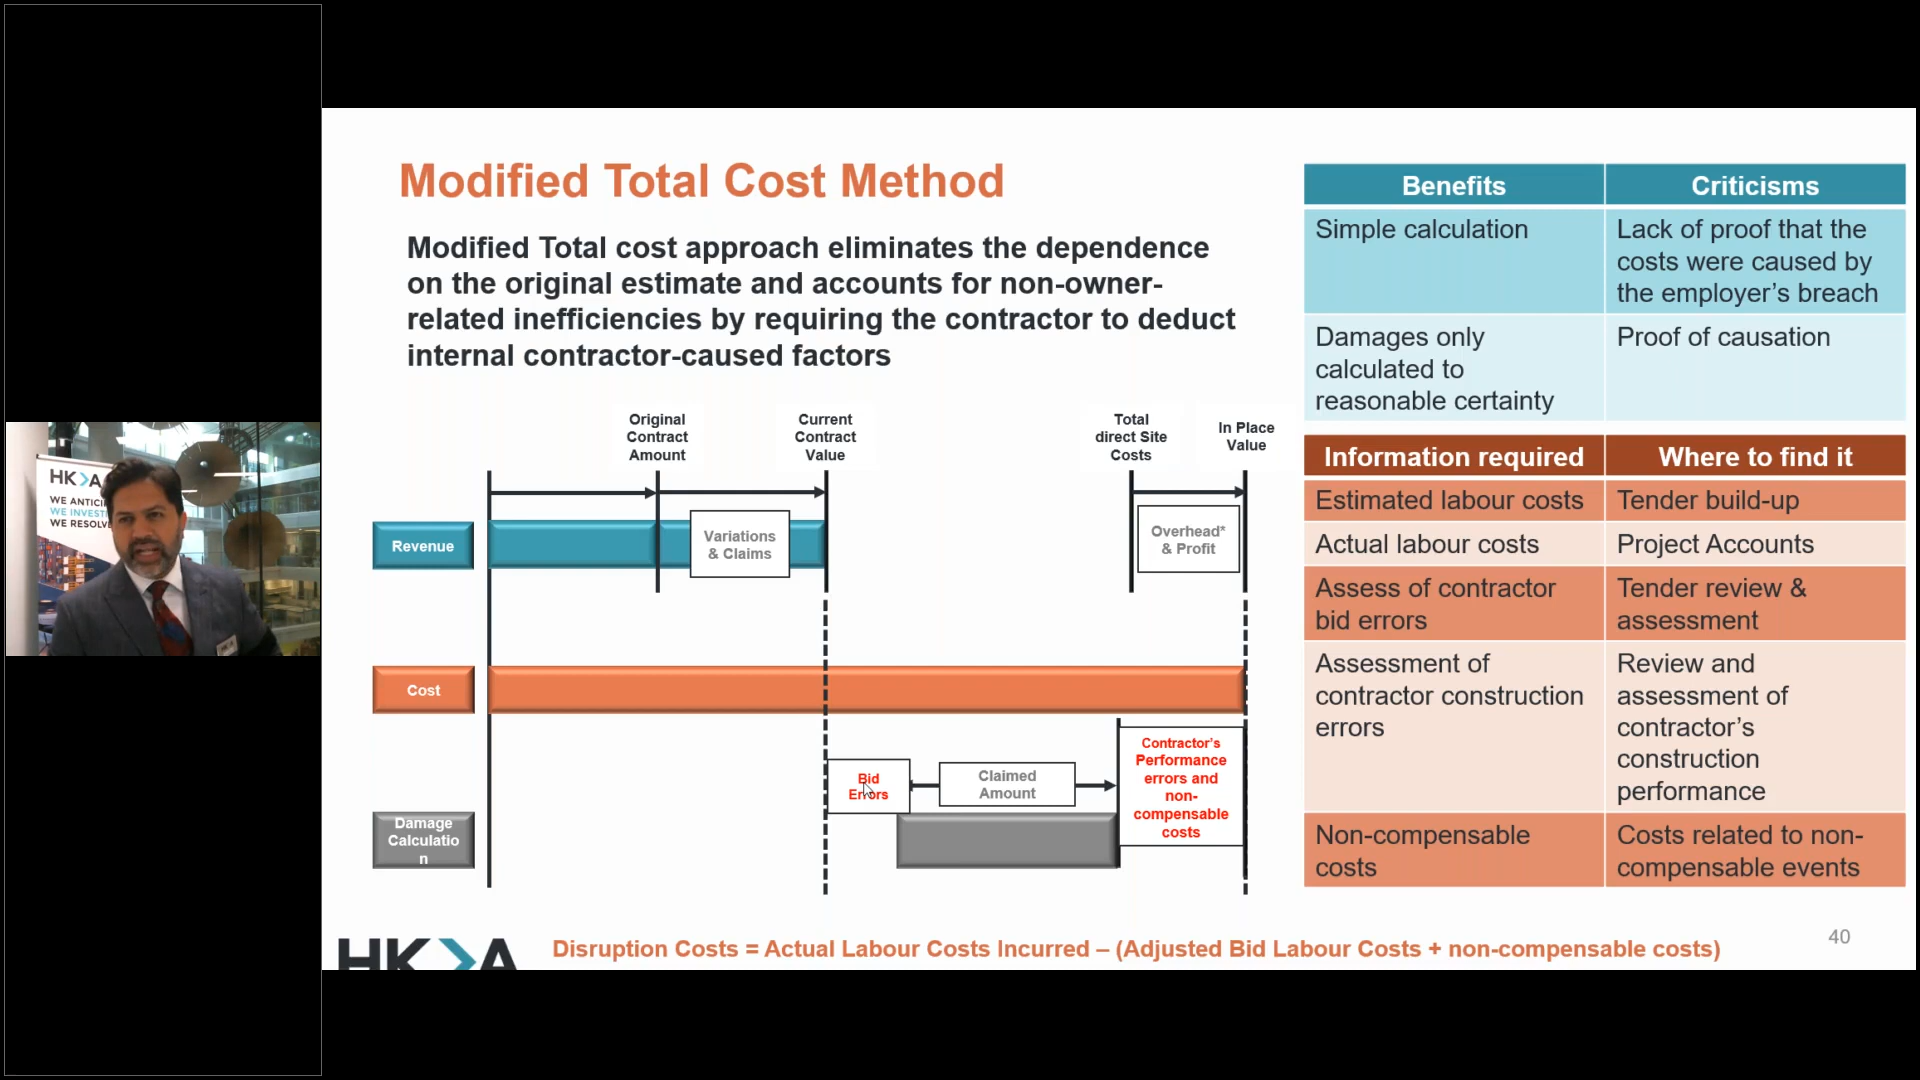 Modified Total Cost Method
Modified Total cost approach eliminates the dependence
on the original estimate and accounts for non-owner-
related inefficiencies by requiring the contractor to deduct
internal contractor-caused factors
Original
Contract
Amount
Current
Contract
Value
Total
direct Site
Costs
In Place
Value
Revenue
Variations
& Claims
Overhead*
& Profit
Cost
Bid
Errors
Claimed
Amount
Contractor's
Performance
errors and
non-
compensable
costs
Damage
Calculatio
n
Benefits
Criticisms
Simple calculation
Lack of proof that the
costs were caused by
the employer's breach
Damages only
calculated to
reasonable certainty
Proof of causation
Information required
Where to find it
Estimated labour costs
Tender build-up
Actual labour costs
Project Accounts
Assess of contractor
bid errors
Tender review &
assessment
Assessment of
contractor construction
errors
Review and
assessment of
contractor's
construction
performance
Non-compensable
costs
Costs related to non-
compensable events
HKA
Disruption Costs = Actual Labour Costs Incurred – (Adjusted Bid Labour Costs + non-compensable costs)
40
HKA
WE ANTICI
WE INVEST
WE RESOLVE